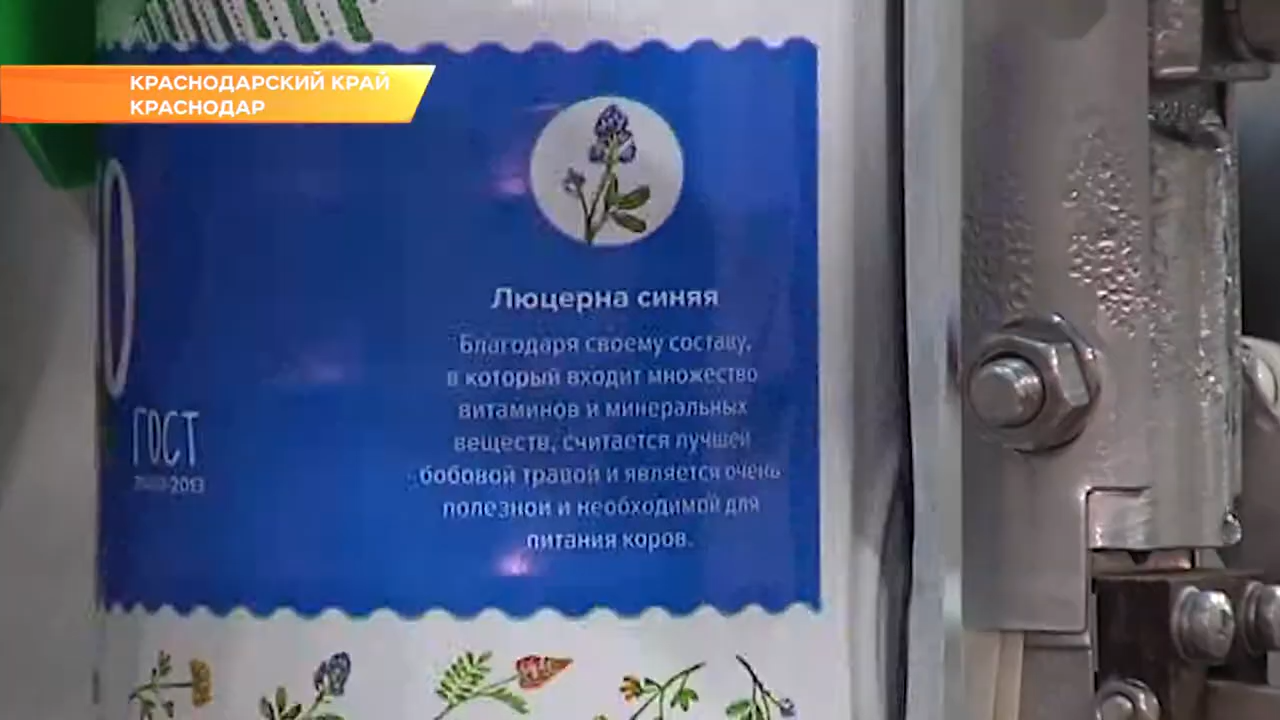 КРАСНОДАРСКИЙ КРАЙ
КРАСНОДАР
Люцерна синяя
Благодаря своему составу,
в который входит множество
витаминов и минеральных
веществ, считается лучшей
бобовой травой и является очень
полезной и необходимой для
питания коров.
ГОСТ